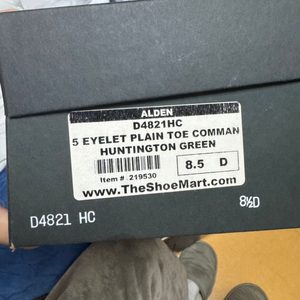 ALDEN
D4821HC
5 EYELET PLAIN TOE COMMAN
HUNTINGTON GREEN
8.5 D
Item # 219530
www.TheShoeMart.com
D4821 HC 8½D